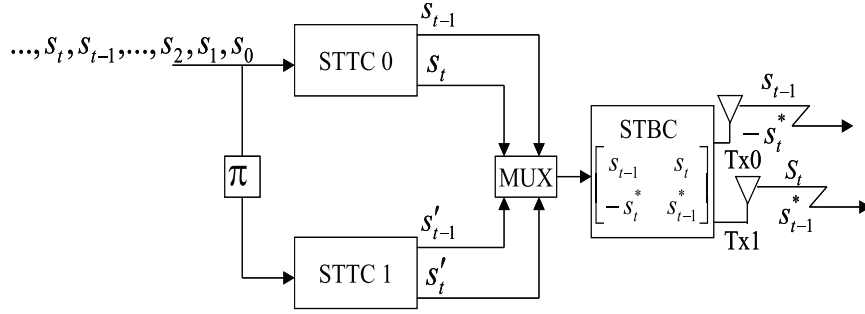 ..., s_t, s_{t-1}, ..., s_2, s_1, s_0
STTC 0
s_{t-1}
s_t
π
STTC 1
s'_{t-1}
s'_t
MUX
STBC
[ s_{t-1} s_t
-s_t^* s_{t-1}^* ]
Tx0
s_{t-1}
-s_t^*
Tx1
S_t
s_{t-1}^*